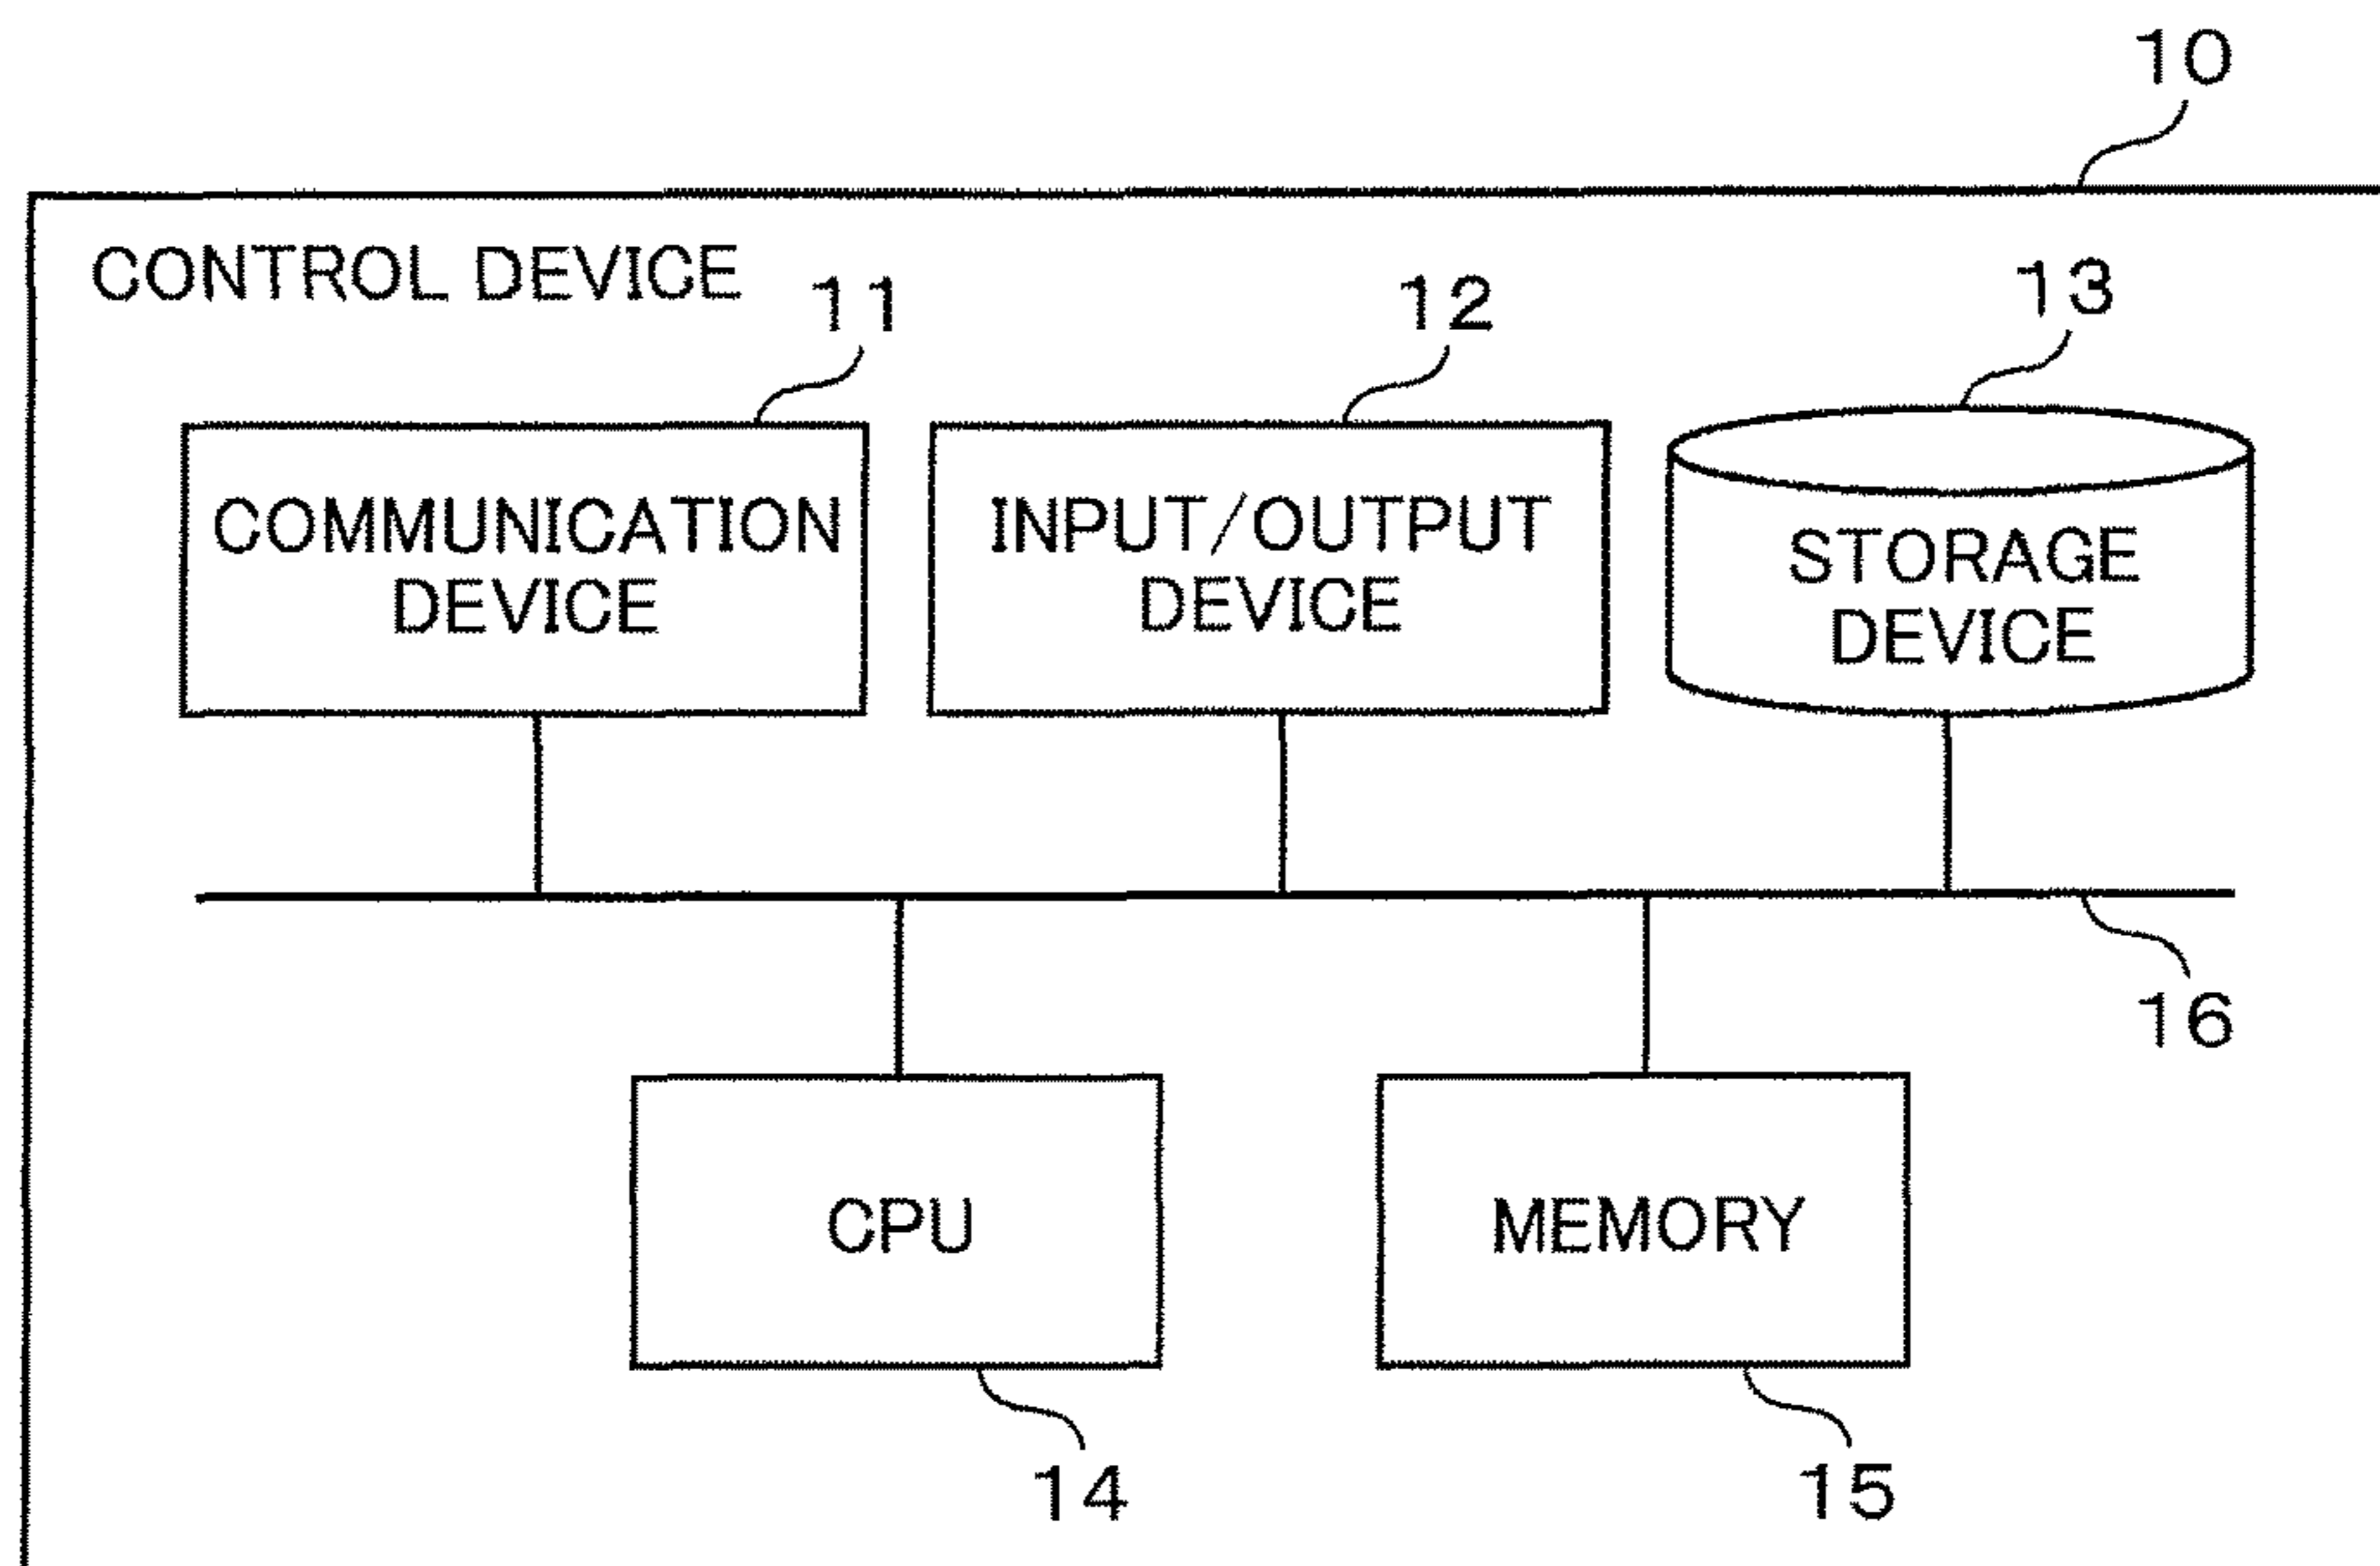 10
CONTROL DEVICE
11
12
13
COMMUNICATION
DEVICE
INPUT/OUTPUT
DEVICE
STORAGE
DEVICE
16
CPU
MEMORY
14
15